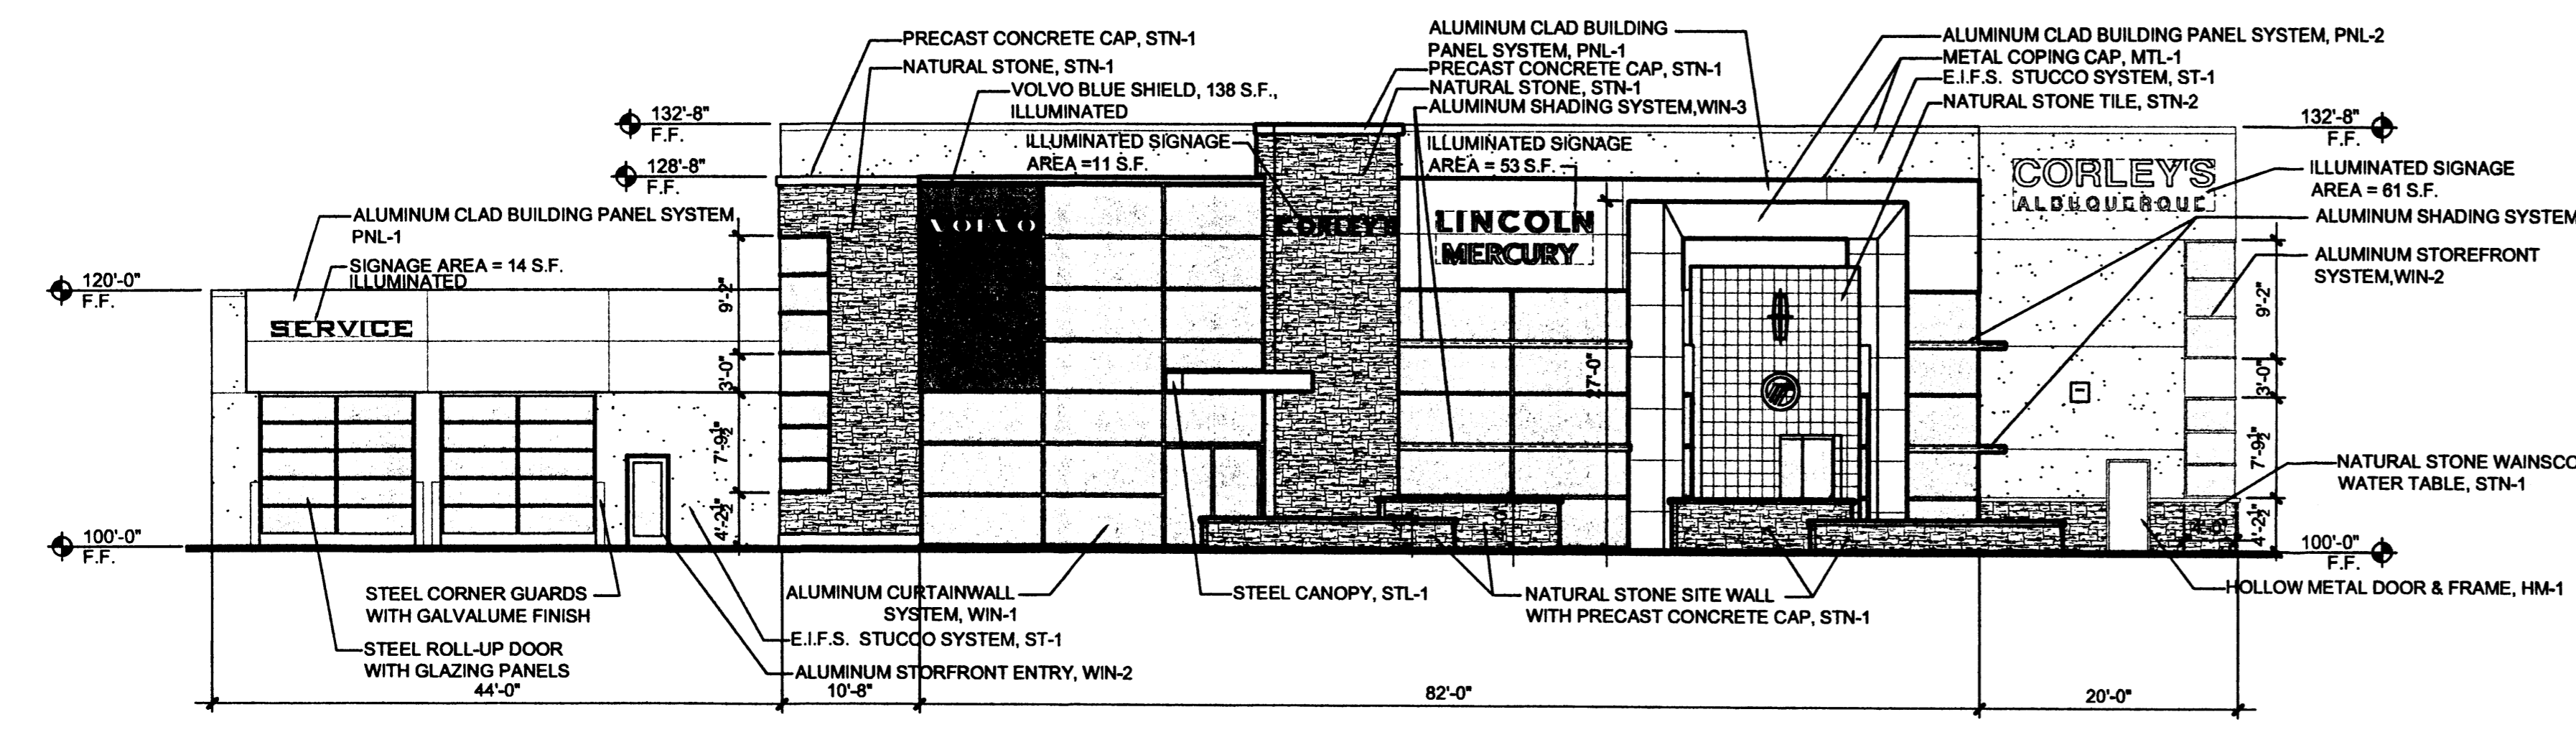 PRECAST CONCRETE CAP, STN-1
NATURAL STONE, STN-1
VOLVO BLUE SHIELD, 138 S.F.,
ILLUMINATED
ILLUMINATED SIGNAGE
AREA =11 S.F.
ALUMINUM CLAD BUILDING
PANEL SYSTEM, PNL-1
PRECAST CONCRETE CAP, STN-1
NATURAL STONE, STN-1
ALUMINUM SHADING SYSTEM,WIN-3
ILLUMINATED SIGNAGE
AREA = 53 S.F.
ALUMINUM CLAD BUILDING PANEL SYSTEM, PNL-2
METAL COPING CAP, MTL-1
E.I.F.S. STUCCO SYSTEM, ST-1
NATURAL STONE TILE, STN-2
132'-8"
F.F.
128'-8"
F.F.
120'-0"
F.F.
100'-0"
F.F.
ALUMINUM CLAD BUILDING PANEL SYSTEM
PNL-1
SIGNAGE AREA = 14 S.F.
ILLUMINATED
SERVICE
VOLVO
CORLEY'S
LINCOLN
MERCURY
CORLEY'S
ALBUQUERQUE
132'-8"
F.F.
ILLUMINATED SIGNAGE
AREA = 61 S.F.
ALUMINUM SHADING SYSTEM
ALUMINUM STOREFRONT
SYSTEM,WIN-2
NATURAL STONE WAINSCO
WATER TABLE, STN-1
100'-0"
F.F.
HOLLOW METAL DOOR & FRAME, HM-1
9'-2"
3'-0"
7'-9½"
4'-2½"
27'-0"
9'-2"
3'-0"
7'-9½"
4'-2½"
STEEL CORNER GUARDS
WITH GALVALUME FINISH
STEEL ROLL-UP DOOR
WITH GLAZING PANELS
ALUMINUM CURTAINWALL
SYSTEM, WIN-1
E.I.F.S. STUCCO SYSTEM, ST-1
ALUMINUM STORFRONT ENTRY, WIN-2
STEEL CANOPY, STL-1
NATURAL STONE SITE WALL
WITH PRECAST CONCRETE CAP, STN-1
44'-0"
10'-8"
82'-0"
20'-0"